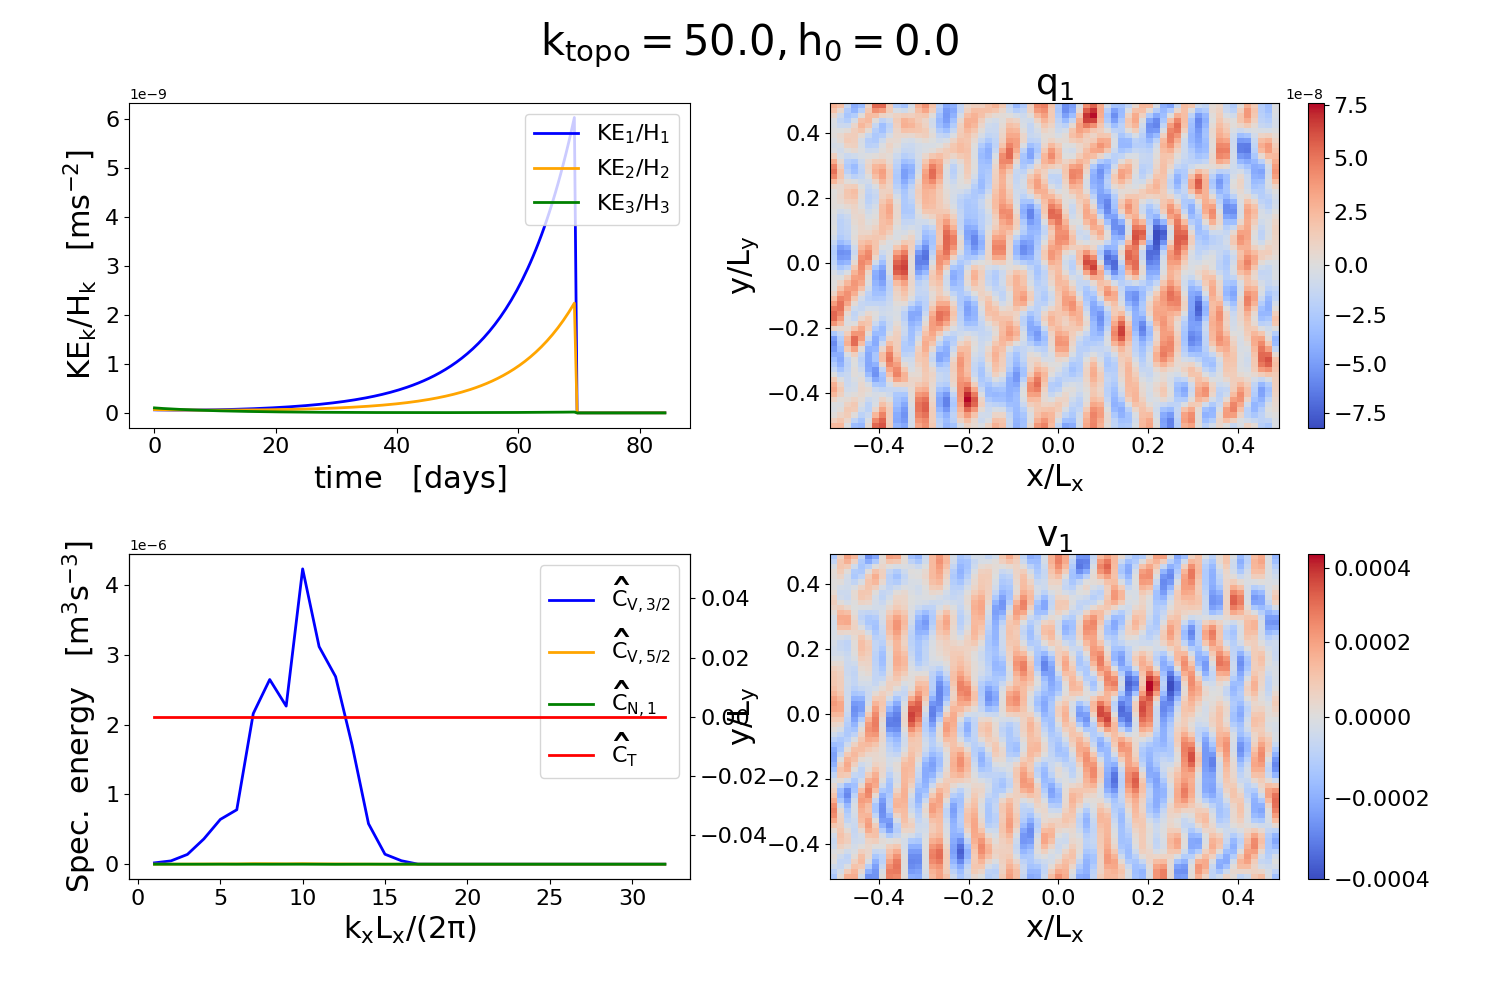 k_topo = 50.0, h_0 = 0.0
1e−9
6
5
4
3
2
1
0
KE_k/H_k [ms^−2]
KE_1/H_1
KE_2/H_2
KE_3/H_3
0 20 40 60 80
time [days]
q_1
0.4
0.2
0.0
−0.2
−0.4
y/L_y
−0.4 −0.2 0.0 0.2 0.4
x/L_x
1e−8
7.5
5.0
2.5
0.0
−2.5
−5.0
−7.5
1e−6
4
3
2
1
0
Spec. energy [m^3s^−3]
Ĉ_V,3/2
Ĉ_V,5/2
Ĉ_N,1
Ĉ_T
0.04
0.02
0.00
−0.02
−0.04
0 5 10 15 20 25 30
k_xL_x/(2π)
v_1
0.4
0.2
0.0
−0.2
−0.4
y/L_y
−0.4 −0.2 0.0 0.2 0.4
x/L_x
0.0004
0.0002
0.0000
−0.0002
−0.0004